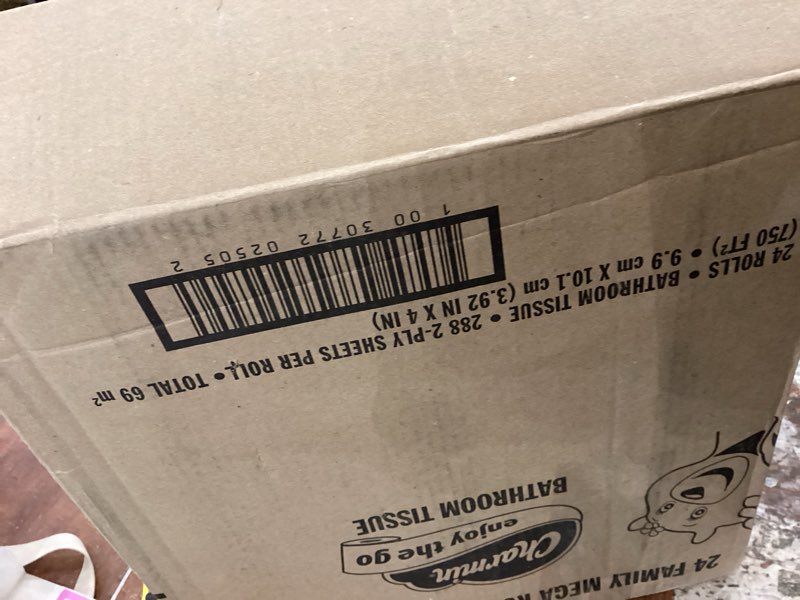 24 FAMILY MEGA
Charmin
enjoy the go
BATHROOM TISSUE
24 ROLLS • BATHROOM TISSUE • 288 2-PLY SHEETS PER ROLL • TOTAL 69 m²
(750 FT²) • 9.9 cm X 10.1 cm (3.92 IN X 4 IN)
1 00 30772 02505 2